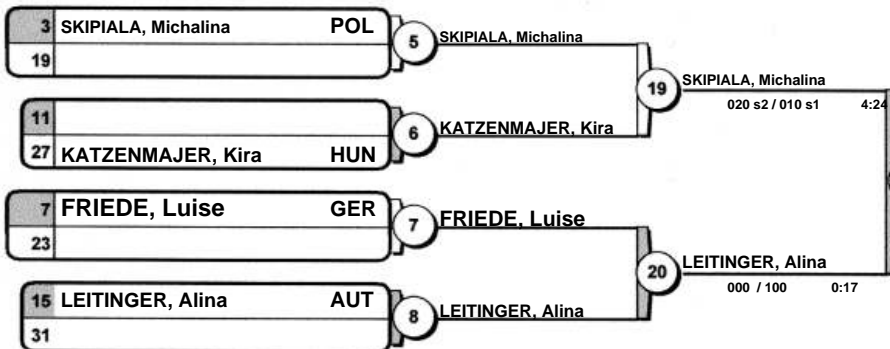 3 SKIPIALA, Michalina POL
19
5 SKIPIALA, Michalina
11
27 KATZENMAJER, Kira HUN
6 KATZENMAJER, Kira
19 SKIPIALA, Michalina
020 s2 / 010 s1 4:24
7 FRIEDE, Luise GER
23
7 FRIEDE, Luise
15 LEITINGER, Alina AUT
31
8 LEITINGER, Alina
20 LEITINGER, Alina
000 / 100 0:17